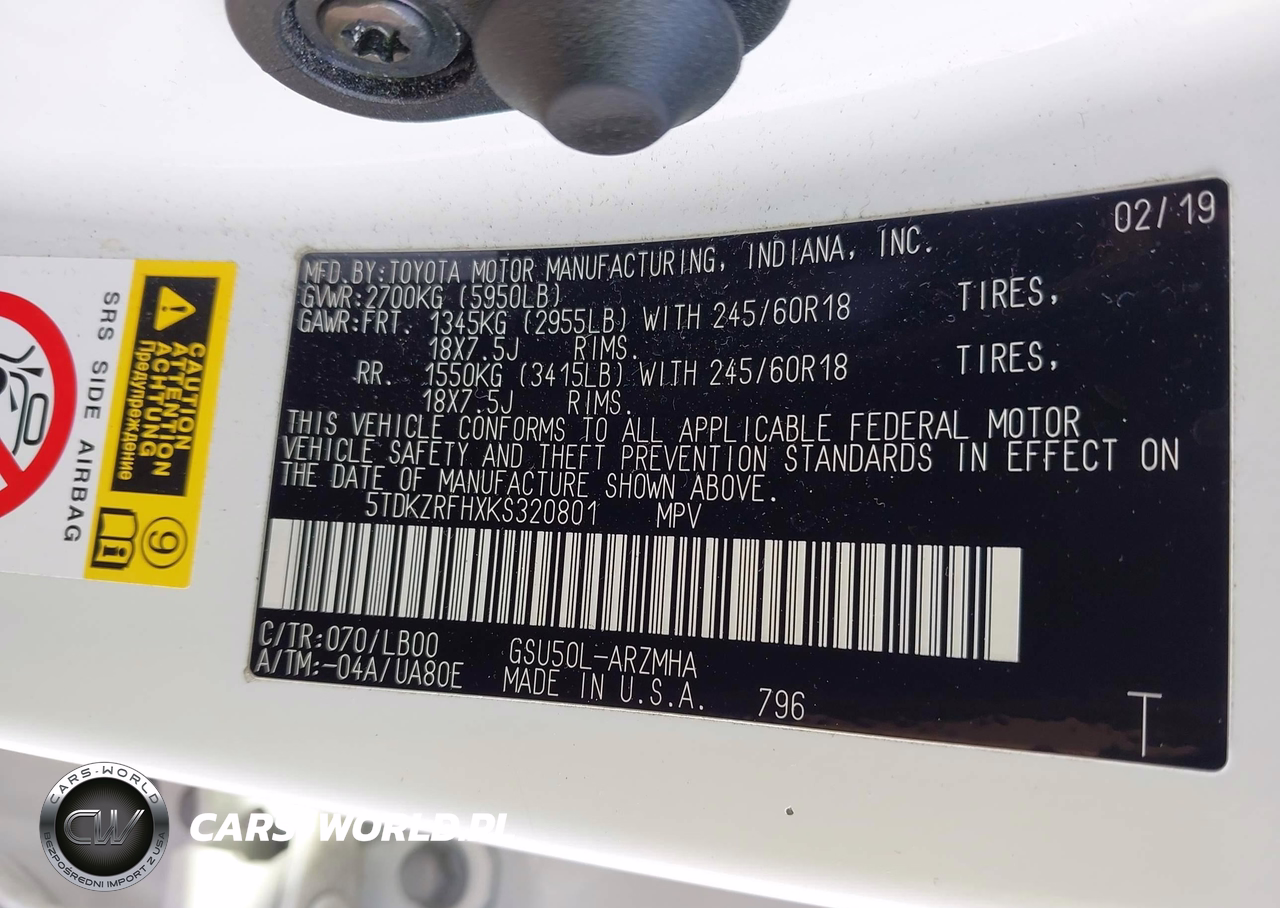 02/19
MFD.BY:TOYOTA MOTOR MANUFACTURING, INDIANA, INC.
GVWR:2700KG (5950LB)
GAWR:FRT. 1345KG (2955LB) WITH 245/60R18 TIRES,
18X7.5J RIMS.
RR. 1550KG (3415LB) WITH 245/60R18 TIRES,
18X7.5J RIMS.
THIS VEHICLE CONFORMS TO ALL APPLICABLE FEDERAL MOTOR
VEHICLE SAFETY AND THEFT PREVENTION STANDARDS IN EFFECT ON
THE DATE OF MANUFACTURE SHOWN ABOVE.
5TDKZRFHXKS320801 MPV
C/TR:070/LB00 GSU50L-ARZMHA
A/TM:-04A/UA80E MADE IN U.S.A. 796
T
CAUTION
ATTENTION
ACHTUNG
Предупреждение
9
SRS SIDE AIRBAG
CARS-WORLD
CW
BEZPOŚREDNI IMPORT Z USA
CARS-WORLD.PL